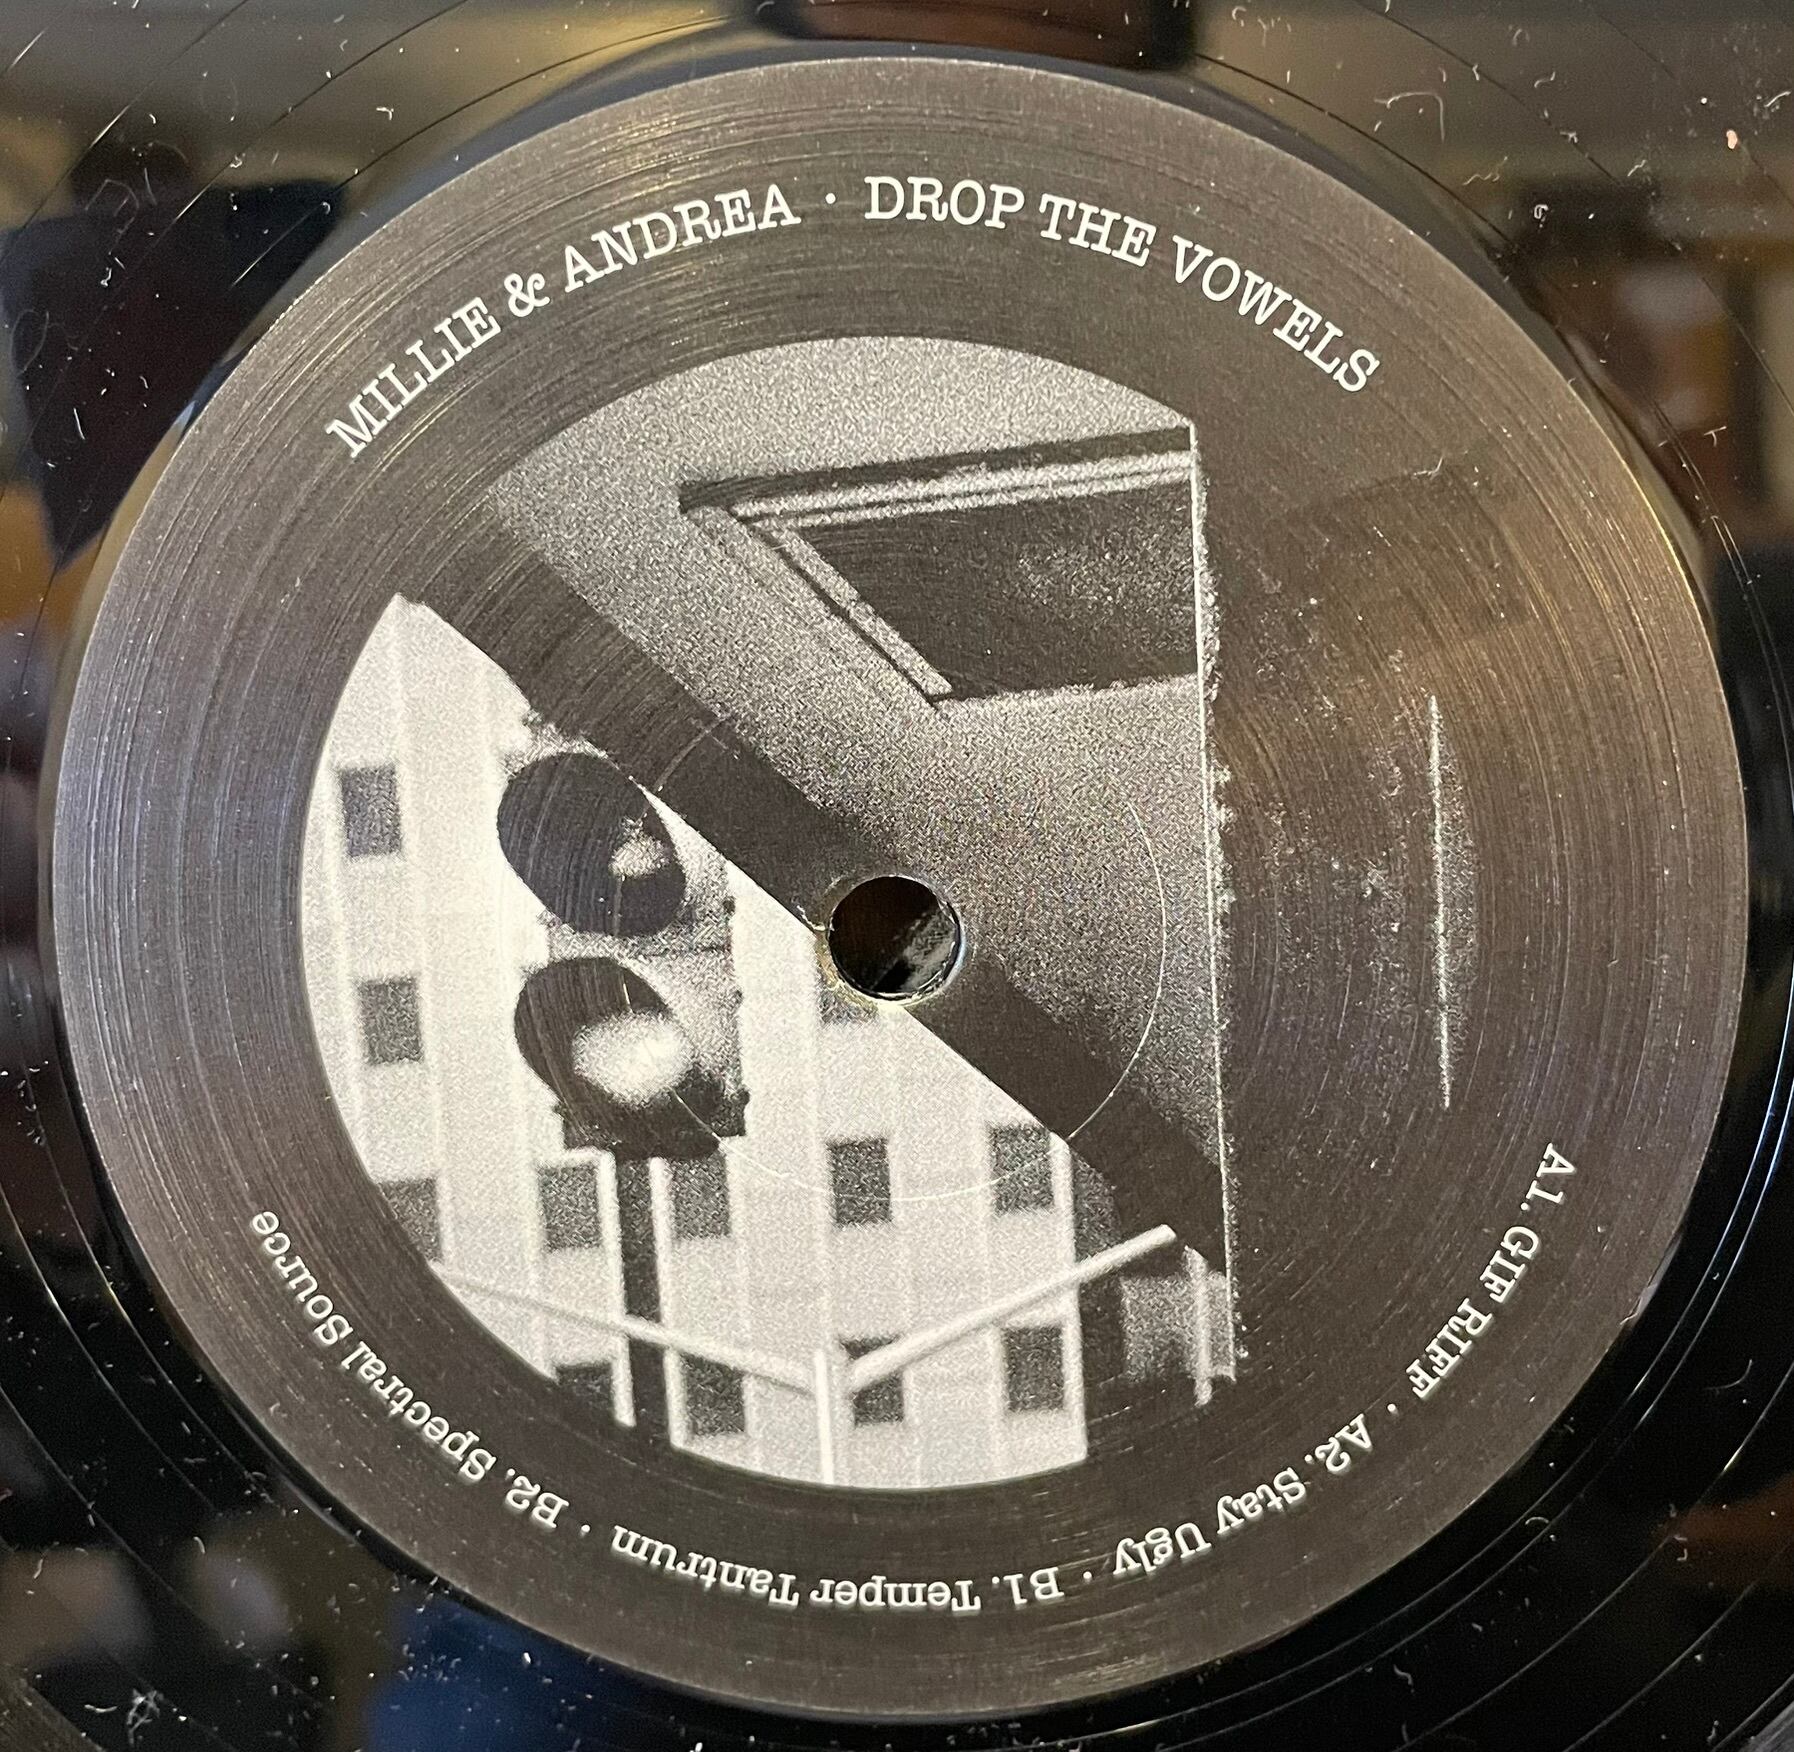 MILLIE & ANDREA · DROP THE VOWELS
A1. GIF RIFF · A2. Stay Ugly · B1. Temper Tantrum · B2. Spectral Source